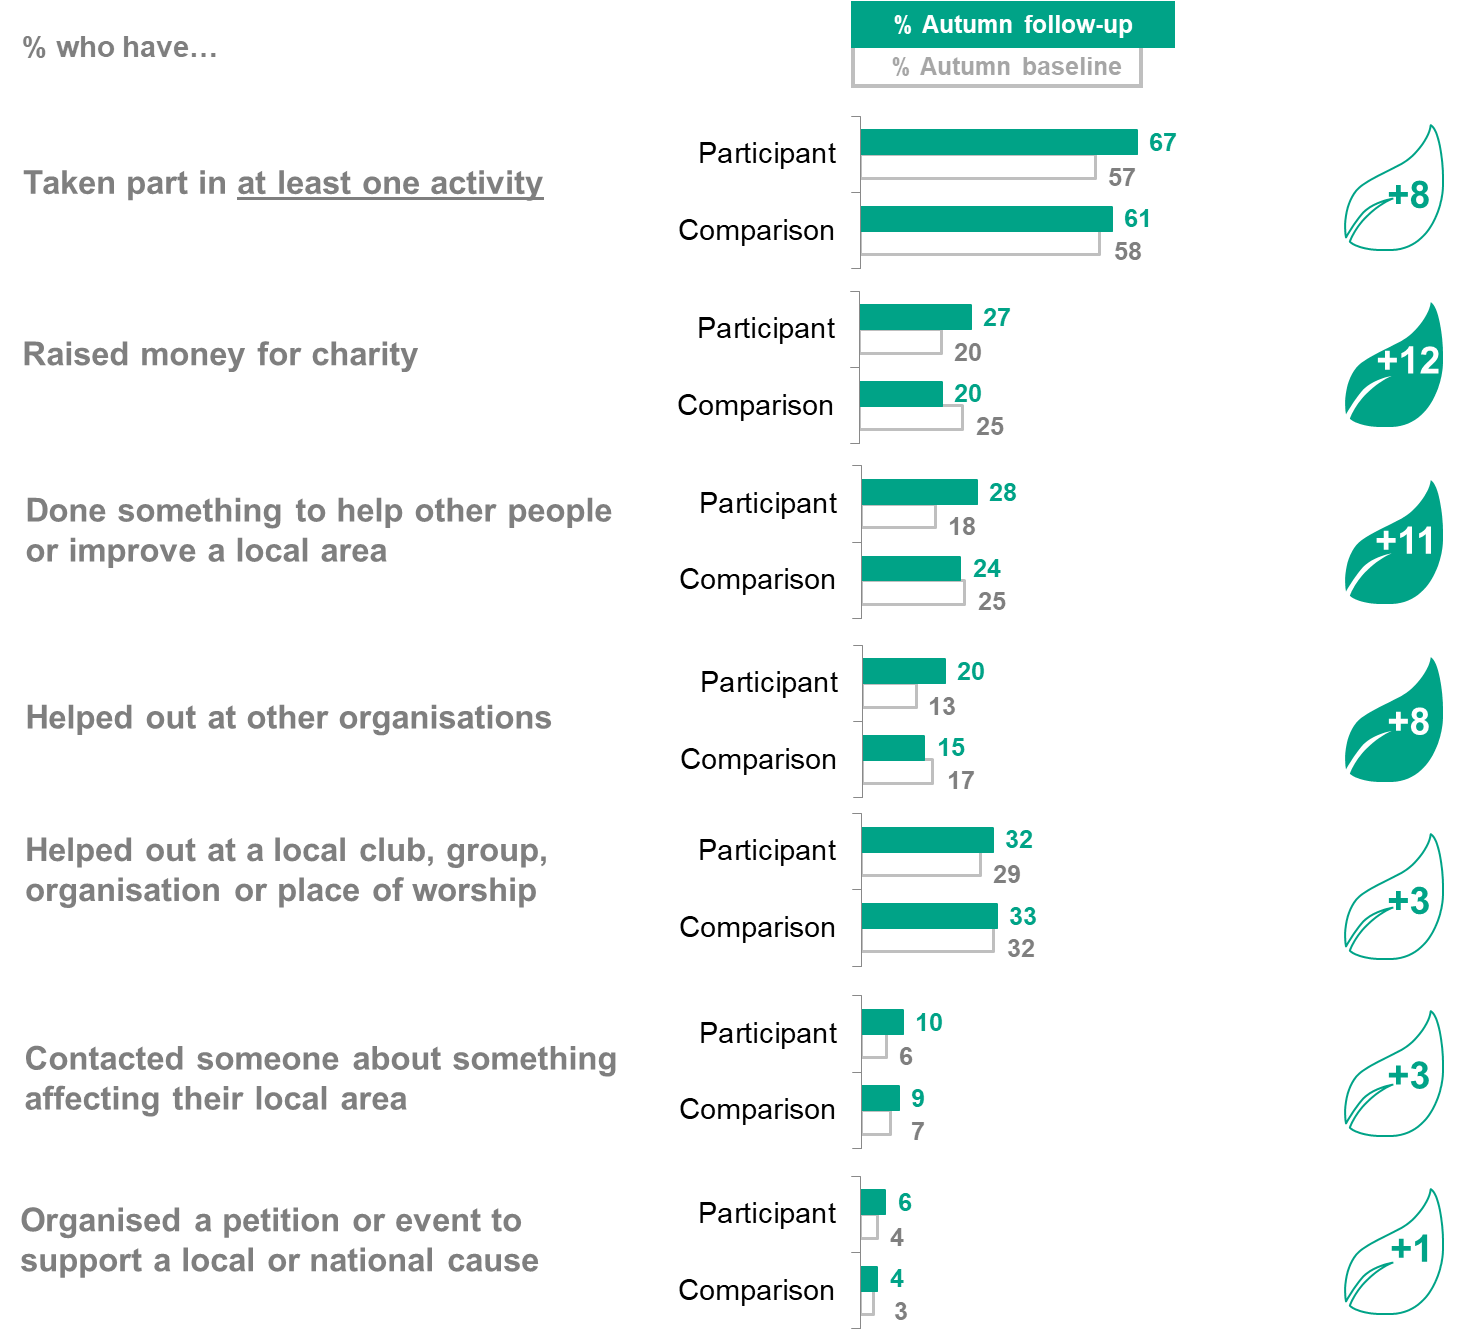 % who have…
% Autumn follow-up
% Autumn baseline
Taken part in at least one activity
Participant
67
57
Comparison
61
58
+8
Raised money for charity
Participant
27
20
Comparison
20
25
+12
Done something to help other people
or improve a local area
Participant
28
18
Comparison
24
25
+11
Helped out at other organisations
Participant
20
13
Comparison
15
17
+8
Helped out at a local club, group,
organisation or place of worship
Participant
32
29
Comparison
33
32
+3
Contacted someone about something
affecting their local area
Participant
10
6
Comparison
9
7
+3
Organised a petition or event to
support a local or national cause
Participant
6
4
Comparison
4
3
+1